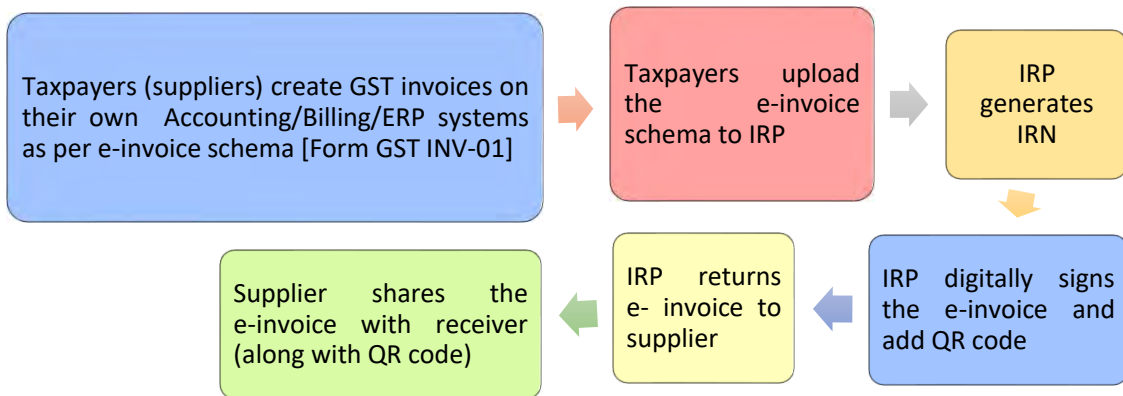 Taxpayers (suppliers) create GST invoices on
their own Accounting/Billing/ERP systems
as per e-invoice schema [Form GST INV-01]
Taxpayers upload
the e-invoice
schema to IRP
IRP
generates
IRN
IRP digitally signs
the e-invoice and
add QR code
IRP returns
e- invoice to
supplier
Supplier shares the
e-invoice with receiver
(along with QR code)